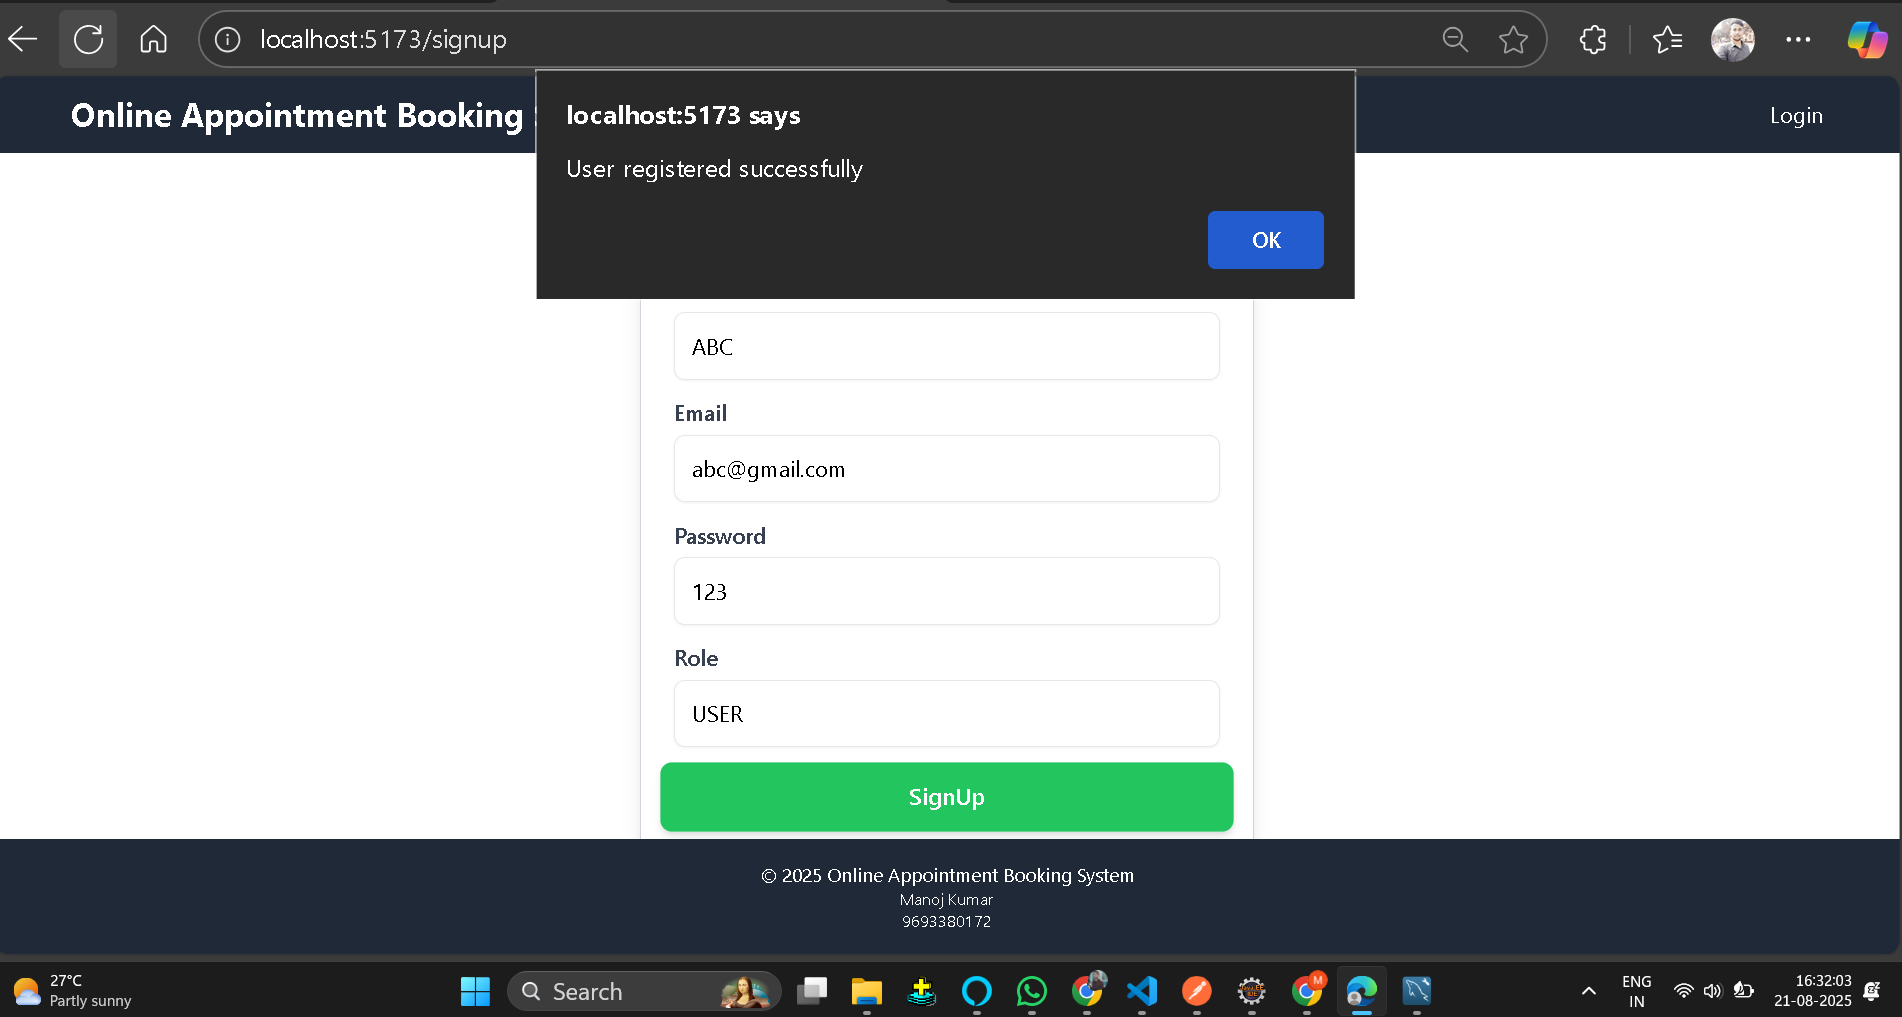 localhost:5173/signup
Online Appointment Booking
Login
localhost:5173 says
User registered successfully
OK
ABC
Email
abc@gmail.com
Password
123
Role
USER
SignUp
© 2025 Online Appointment Booking System
Manoj Kumar
9693380172
27°C
Partly sunny
Search
M
ENG
IN
16:32:03
21-08-2025